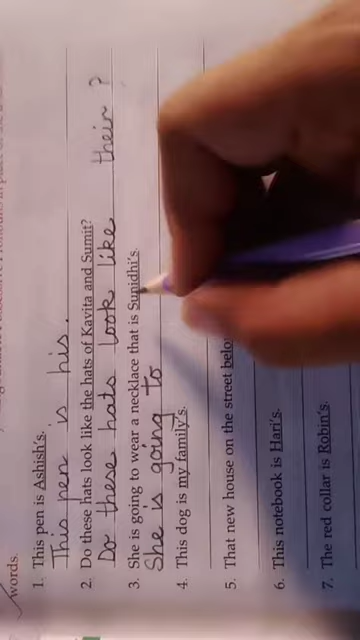 words.
1. This pen is Ashish's.
This pen is his.
2. Do these hats look like the hats of Kavita and Sumit?
Do these hats look like their ?
3. She is going to wear a necklace that is Sunidhi's.
She is going to
4. This dog is my family's.
5. That new house on the street
6. This notebook is Hari's.
7. The red collar is Robin's.